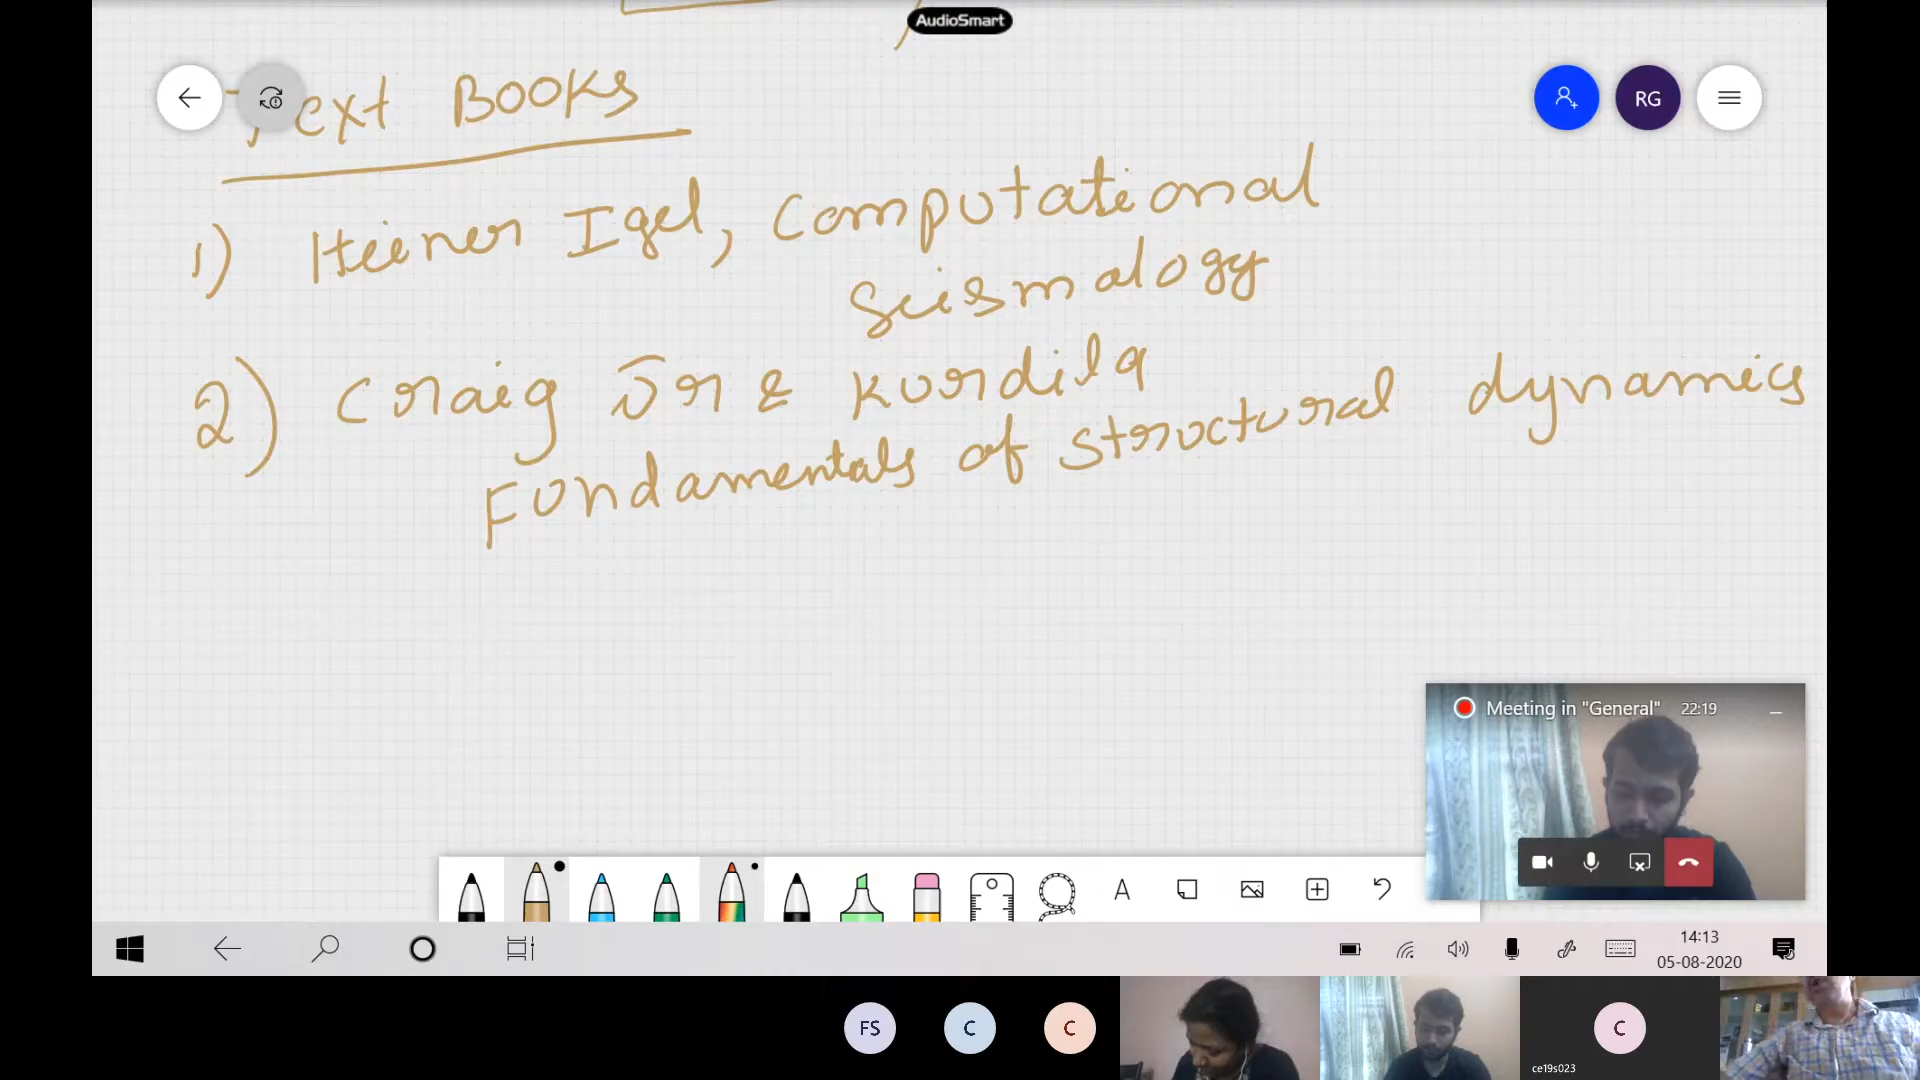 AudioSmart
Text Books
RG
1) Heiner Igel, Computational
Seismology
2) Craig Jr & Kurdila
Fundamentals of Structural dynamics
Meeting in "General" 22:19
A
14:13
05-08-2020
FS C C C
ce19s023